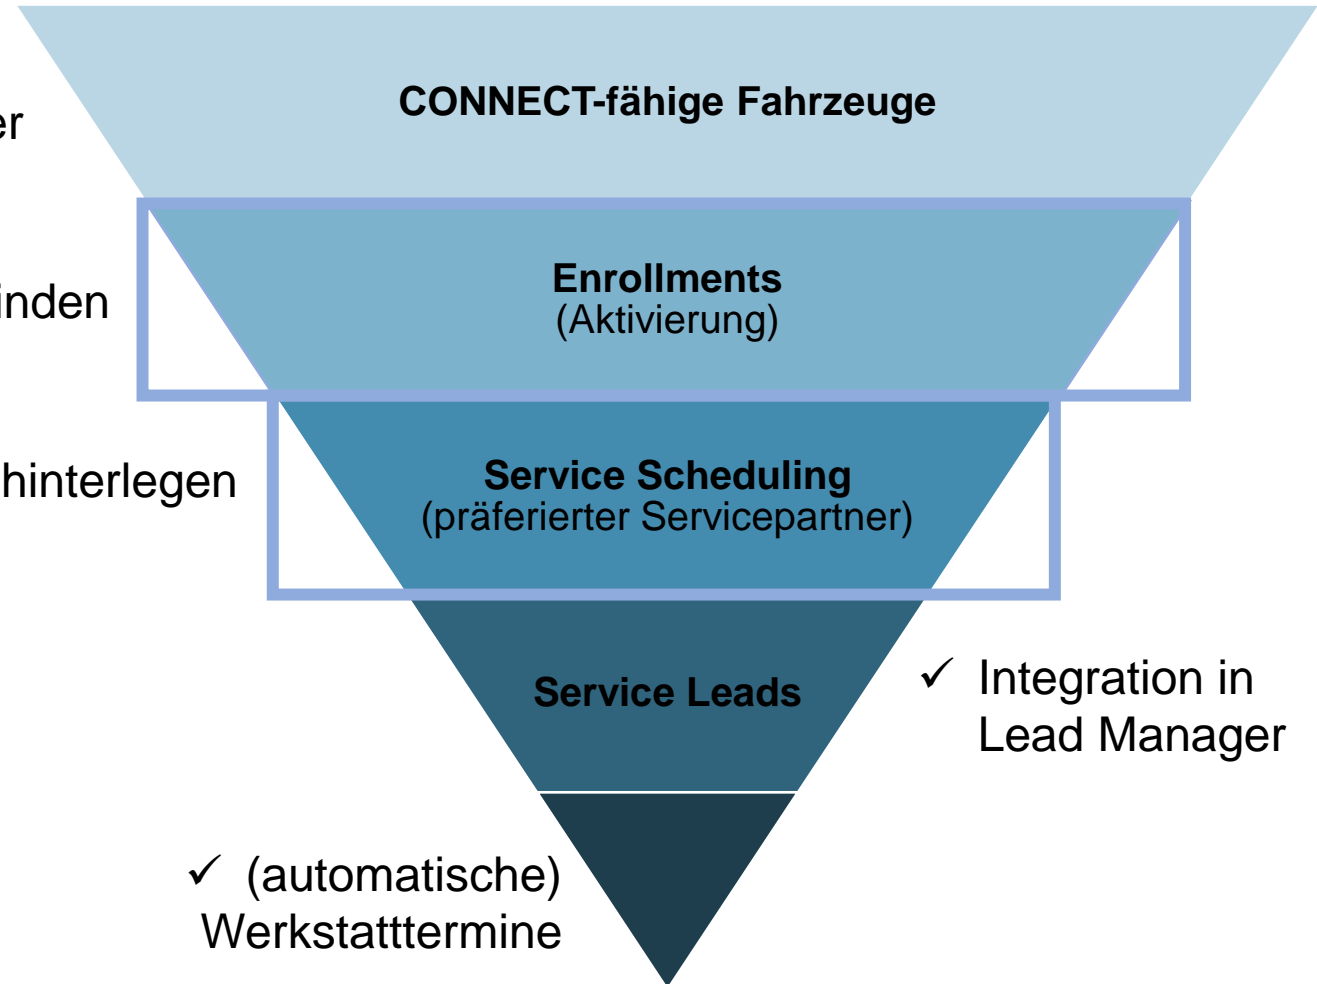 CONNECT-fähige Fahrzeuge
er
Enrollments
(Aktivierung)
inden
Service Scheduling
(präferierter Servicepartner)
hinterlegen
Service Leads
✓ Integration in
Lead Manager
✓ (automatische)
Werkstatttermine